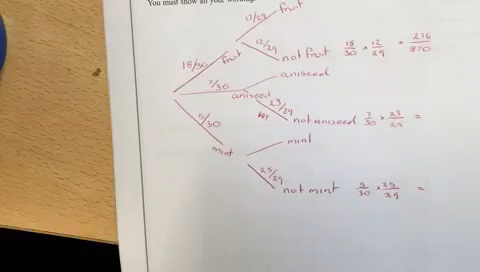 You must show all your working.
17/29 fruit
12/29 not fruit 18/30 × 12/29 = 216/870
18/30 fruit
aniseed
7/30 aniseed
23/29 not aniseed 7/30 × 23/29 =
5/30 mint
mint
25/29 not mint 5/30 × 25/29 =